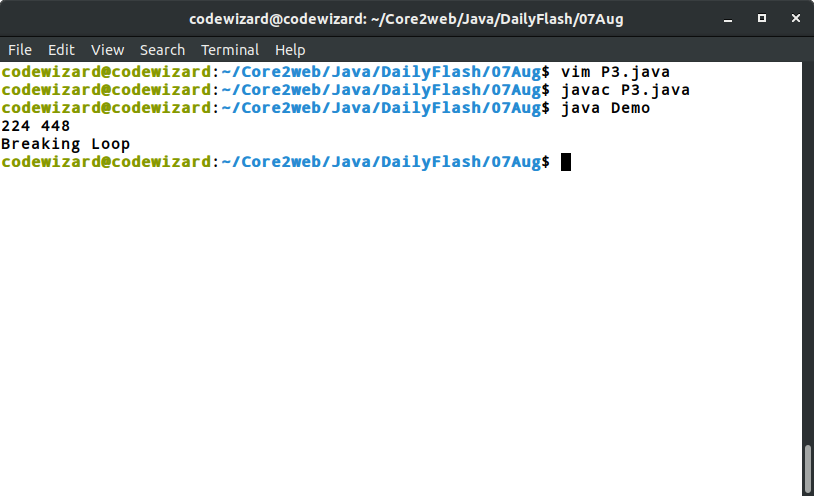 codewizard@codewizard: ~/Core2web/Java/DailyFlash/07Aug
File Edit View Search Terminal Help
codewizard@codewizard:~/Core2web/Java/DailyFlash/07Aug$ vim P3.java
codewizard@codewizard:~/Core2web/Java/DailyFlash/07Aug$ javac P3.java
codewizard@codewizard:~/Core2web/Java/DailyFlash/07Aug$ java Demo
224 448
Breaking Loop
codewizard@codewizard:~/Core2web/Java/DailyFlash/07Aug$